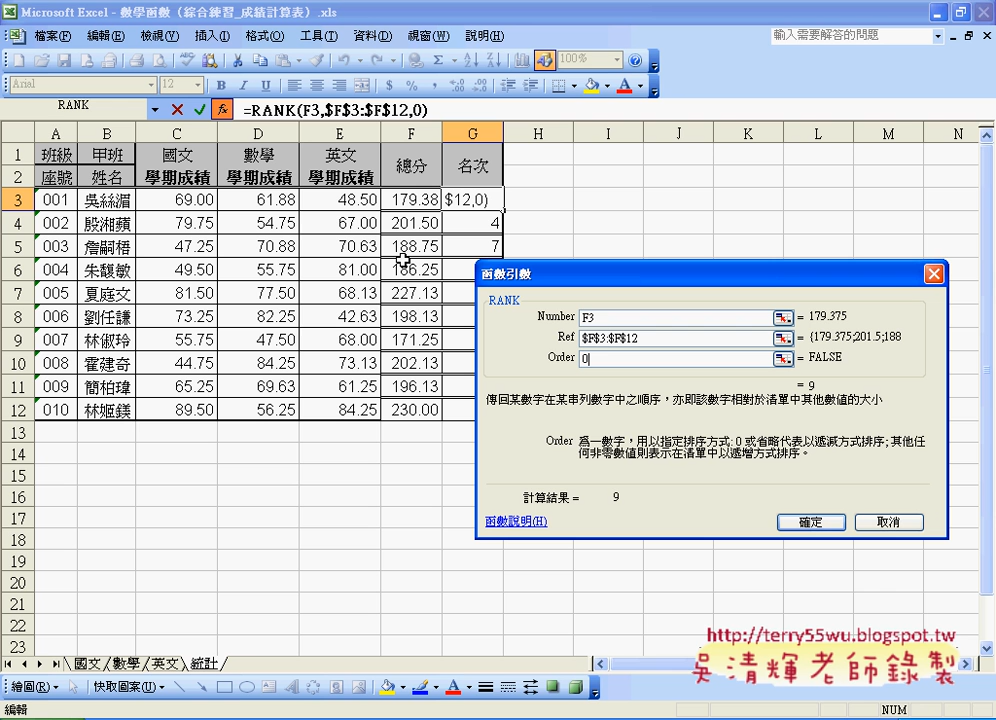 Microsoft Excel - 數學函數（綜合練習_成績計算表）.xls
檔案(F) 編輯(E) 檢視(V) 插入(I) 格式(O) 工具(T) 資料(D) 視窗(W) 說明(H) 輸入需要解答的問題
100%
Arial 12 B I U $ % ,
RANK =RANK(F3,$F$3:$F$12,0)
A B C D E F G H I J K L M N
1 班級 甲班 國文 數學 英文 總分 名次
2 座號 姓名 學期成績 學期成績 學期成績
3 001 吳絲湄 69.00 61.88 48.50 179.38 $12,0)
4 002 殷湘蘋 79.75 54.75 67.00 201.50 4
5 003 詹嗣梧 47.25 70.88 70.63 188.75 7
6 004 朱馥敏 49.50 55.75 81.00 186.25
7 005 夏庭文 81.50 77.50 68.13 227.13
8 006 劉任謙 73.25 82.25 42.63 198.13
9 007 林俶玲 55.75 47.50 68.00 171.25
10 008 霍建奇 44.75 84.25 73.13 202.13
11 009 簡柏瑋 65.25 69.63 61.25 196.13
12 010 林姬鎂 89.50 56.25 84.25 230.00
13
14
15
16
17
18
19
20
21
22
23
函數引數
RANK
Number F3 = 179.375
Ref $F$3:$F$12 = {179.375;201.5;188
Order 0 = FALSE
= 9
傳回某數字在某串列數字中之順序，亦即該數字相對於清單中其他數值的大小
Order 為一數字，用以指定排序方式: 0 或省略代表以遞減方式排序; 其他任
何非零數值則表示在清單中以遞增方式排序。
計算結果 = 9
函數說明(H) 確定 取消
http://terry55wu.blogspot.tw
吳清輝老師錄製
國文 數學 英文 統計
繪圖(R) 快取圖案(U)
編輯 NUM